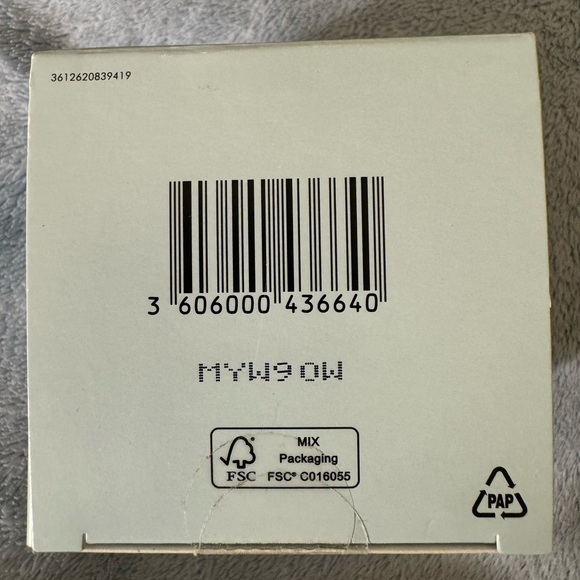 3612620839419
3 606000 436640
MYW90W
MIX
Packaging
FSC
FSC® C016055
PAP